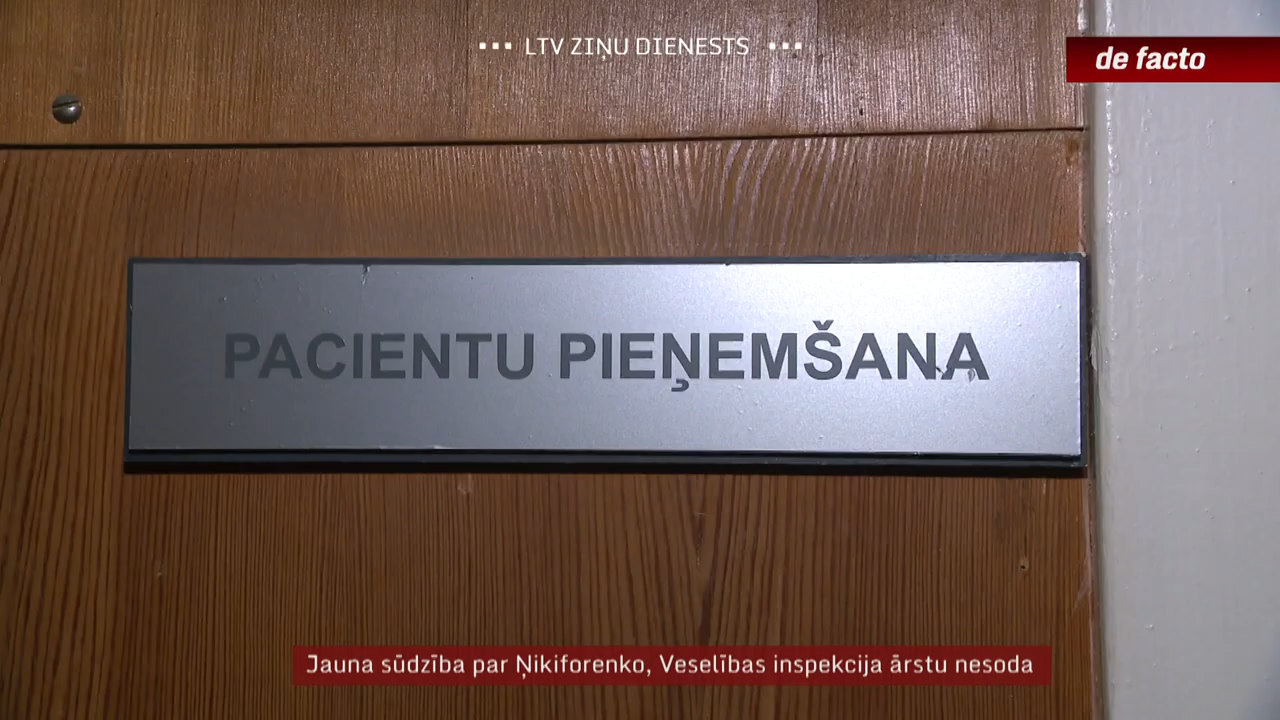 LTV ZIŅU DIENESTS
de facto
PACIENTU PIEŅEMŠANA
Jauna sūdzība par Ņikiforenko, Veselības inspekcija ārstu nesoda